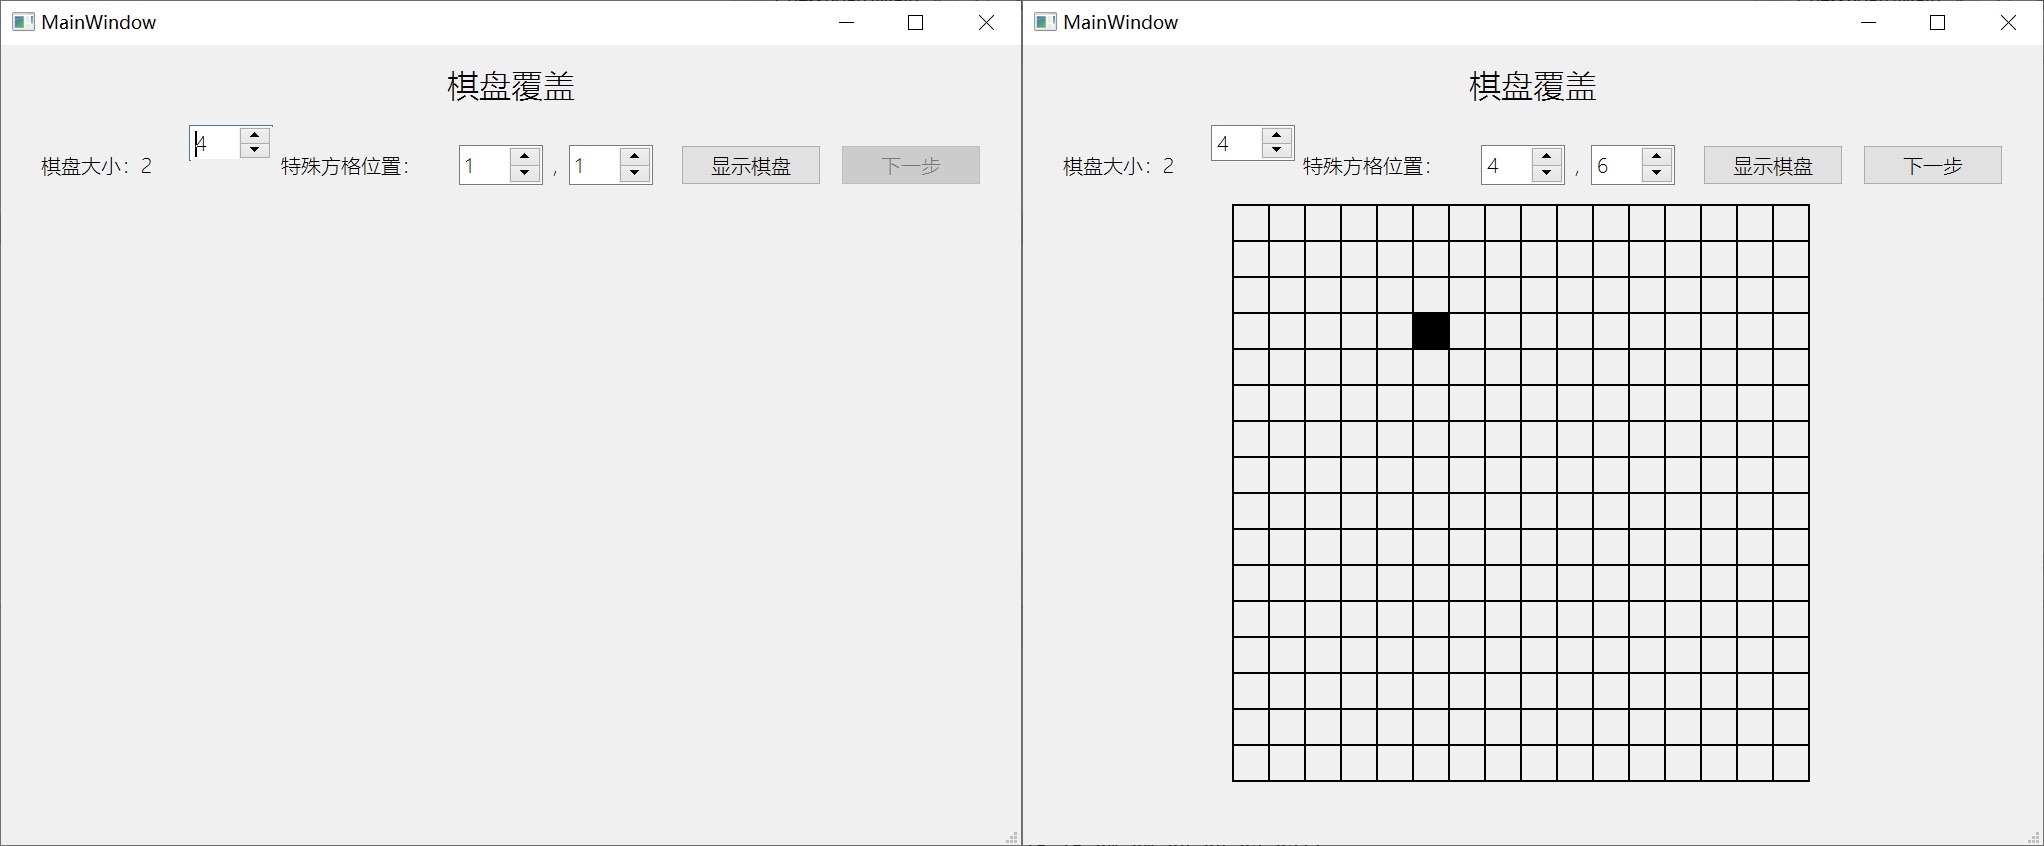 MainWindow
棋盘覆盖
棋盘大小：2 4 特殊方格位置： 1 , 1 显示棋盘 下一步
MainWindow
棋盘覆盖
棋盘大小：2 4 特殊方格位置： 4 , 6 显示棋盘 下一步